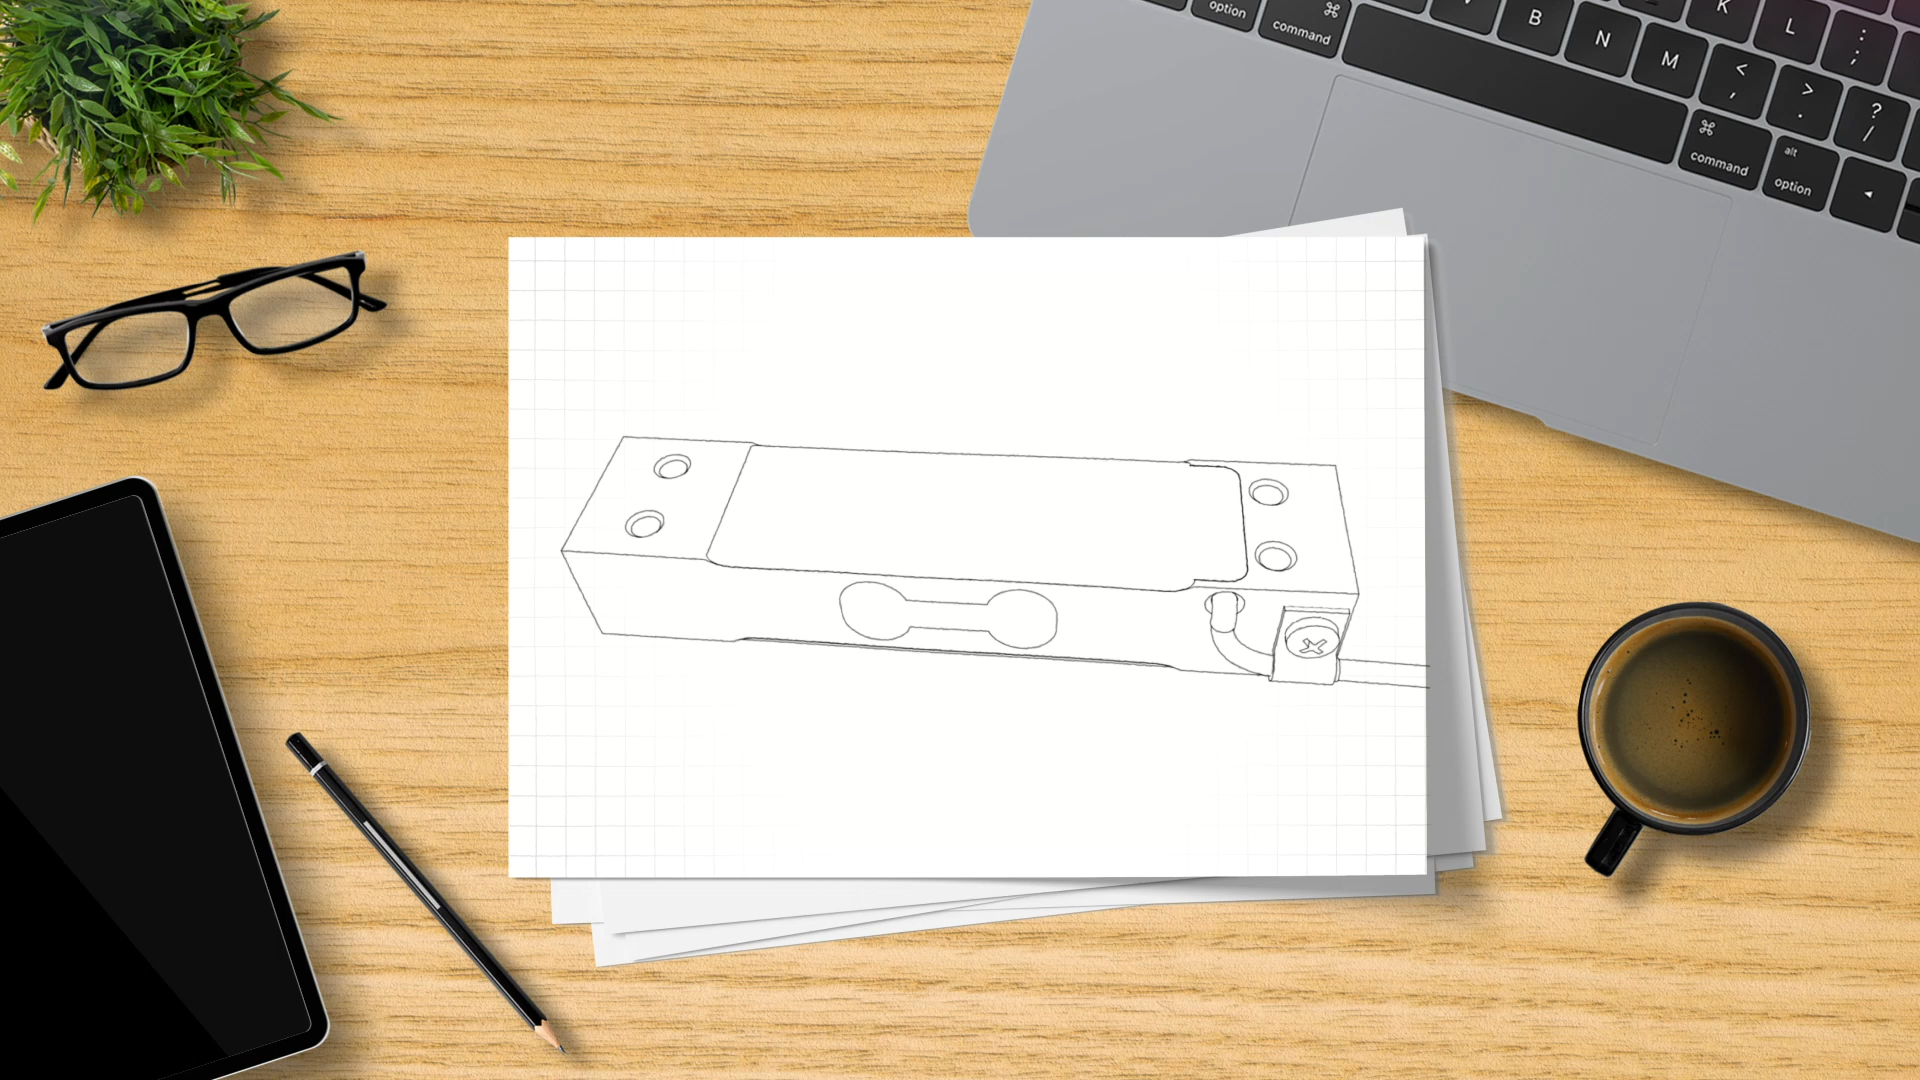 option
⌘
command
B
N
M
K
L
:
;
<
,
>
.
?
/
⌘
command
alt
option
◂